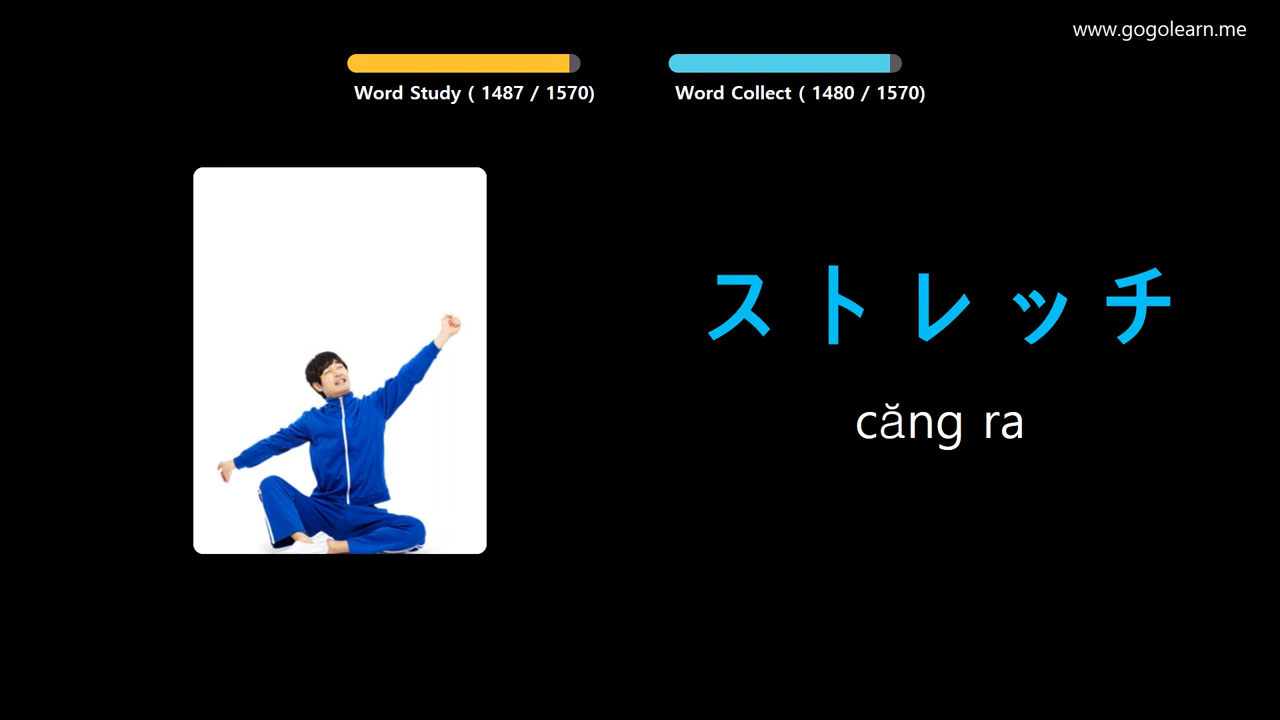 www.gogolearn.me
Word Study ( 1487 / 1570)
Word Collect ( 1480 / 1570)
ストレッチ
căng ra